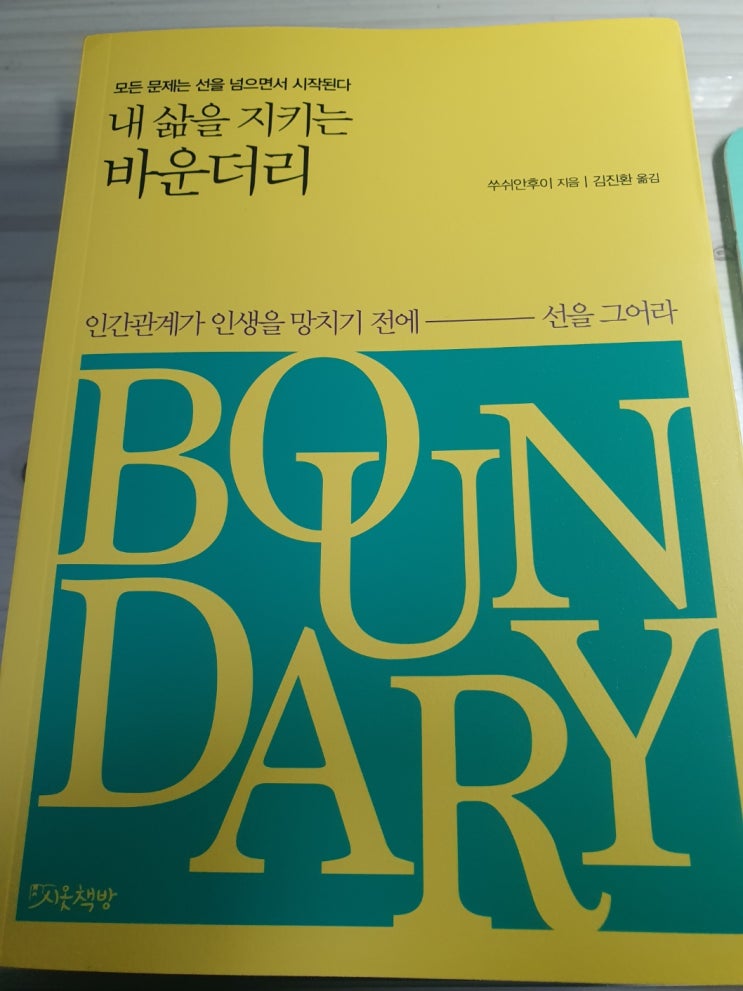 모든 문제는 선을 넘으면서 시작된다
내 삶을 지키는
바운더리
쑤쉬안후이 지음 | 김진환 옮김
인간관계가 인생을 망치기 전에 ──── 선을 그어라
BOUN
DARY
시옷책방